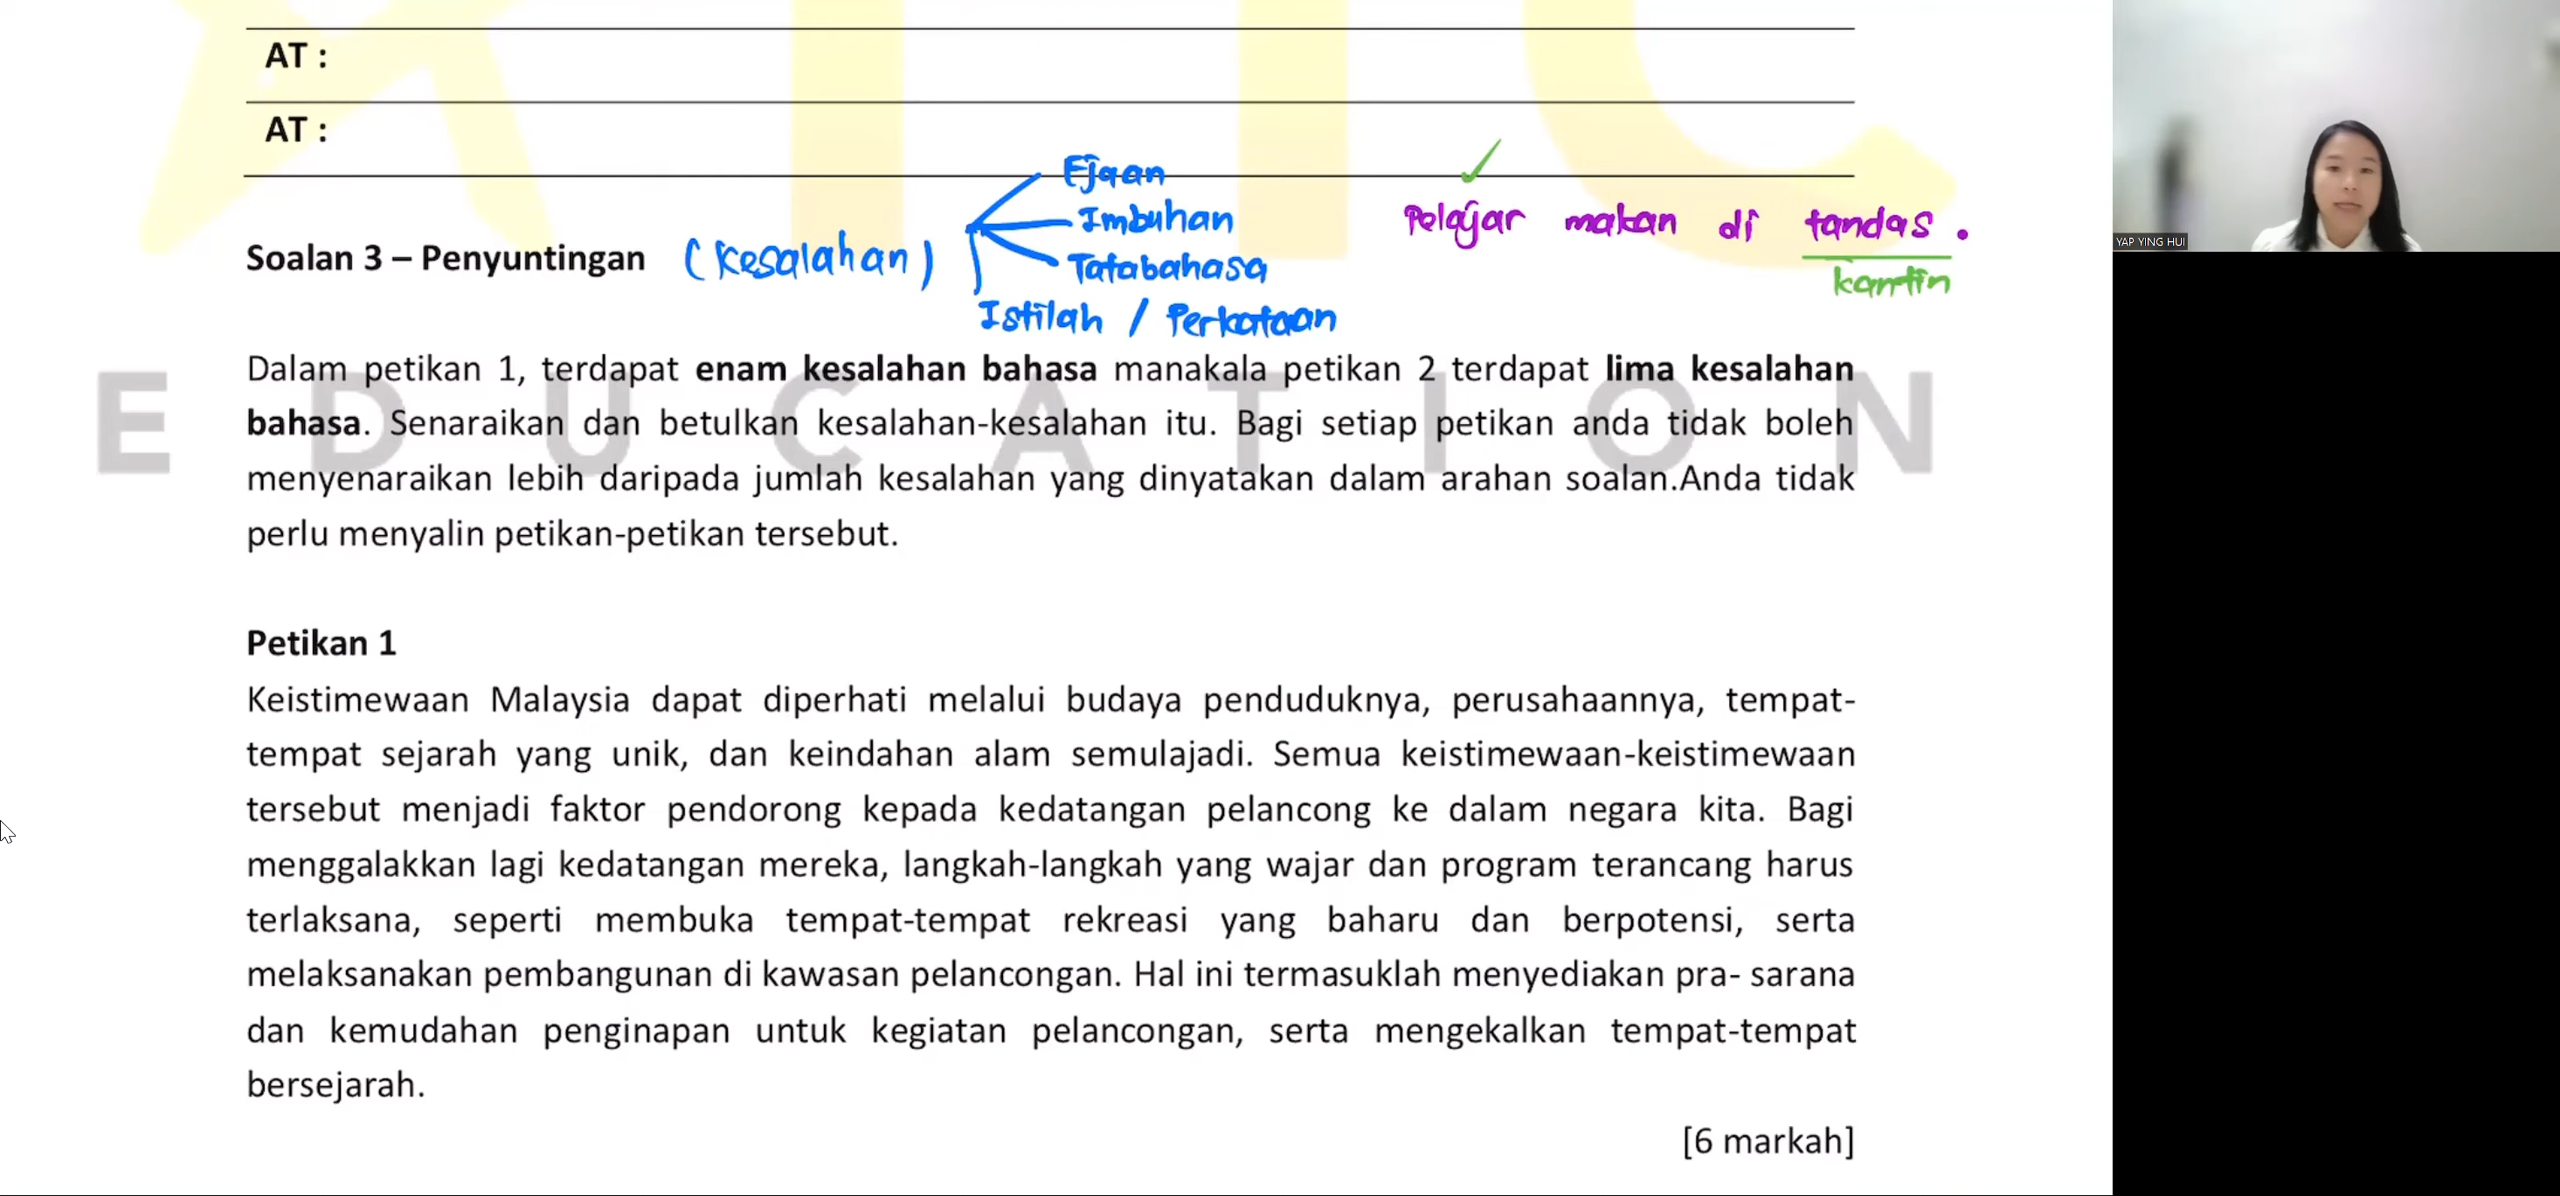 AT :
AT :
Ejaan
Imbuhan
Pelajar makan di tandas.
Soalan 3 – Penyuntingan (kesalahan)
Tatabahasa
kantin
Istilah / Perkataan
YAP YING HUI
Dalam petikan 1, terdapat enam kesalahan bahasa manakala petikan 2 terdapat lima kesalahan
EDUCATION
bahasa. Senaraikan dan betulkan kesalahan-kesalahan itu. Bagi setiap petikan anda tidak boleh
menyenaraikan lebih daripada jumlah kesalahan yang dinyatakan dalam arahan soalan.Anda tidak
perlu menyalin petikan-petikan tersebut.
Petikan 1
Keistimewaan Malaysia dapat diperhati melalui budaya penduduknya, perusahaannya, tempat-
tempat sejarah yang unik, dan keindahan alam semulajadi. Semua keistimewaan-keistimewaan
tersebut menjadi faktor pendorong kepada kedatangan pelancong ke dalam negara kita. Bagi
menggalakkan lagi kedatangan mereka, langkah-langkah yang wajar dan program terancang harus
terlaksana, seperti membuka tempat-tempat rekreasi yang baharu dan berpotensi, serta
melaksanakan pembangunan di kawasan pelancongan. Hal ini termasuklah menyediakan pra- sarana
dan kemudahan penginapan untuk kegiatan pelancongan, serta mengekalkan tempat-tempat
bersejarah.
[6 markah]